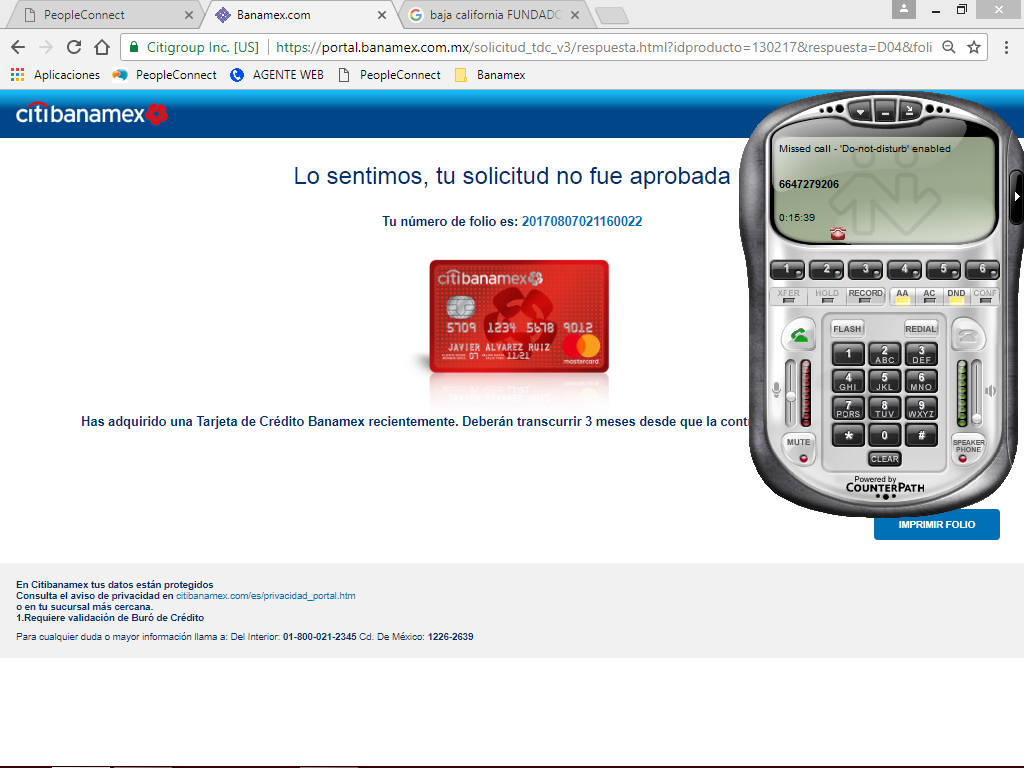 PeopleConnect
Banamex.com
baja california FUNDADO
Citigroup Inc. [US]
https://portal.banamex.com.mx/solicitud_tdc_v3/respuesta.html?idproducto=130217&respuesta=D04&foli
Aplicaciones
PeopleConnect
AGENTE WEB
PeopleConnect
Banamex
citibanamex
Lo sentimos, tu solicitud no fue aprobada
Tu número de folio es: 20170807021160022
citibanamex
5709 1234 5678 9012
07 11/21
JAVIER ALVAREZ RUIZ
mastercard
Has adquirido una Tarjeta de Crédito Banamex recientemente. Deberán transcurrir 3 meses desde que la cont
Missed call - 'Do-not-disturb' enabled
6647279206
0:15:39
1 2 3 4 5 6
XFER HOLD RECORD AA AC DND CONF
FLASH REDIAL
1 2 ABC 3 DEF
4 GHI 5 JKL 6 MNO
7 PQRS 8 TUV 9 WXYZ
* 0 #
MUTE
CLEAR
SPEAKER PHONE
Powered by
COUNTERPATH
IMPRIMIR FOLIO
En Citibanamex tus datos están protegidos
Consulta el aviso de privacidad en citibanamex.com/es/privacidad_portal.htm
o en tu sucursal más cercana.
1.Requiere validación de Buró de Crédito
Para cualquier duda o mayor información llama a: Del Interior: 01-800-021-2345 Cd. De México: 1226-2639